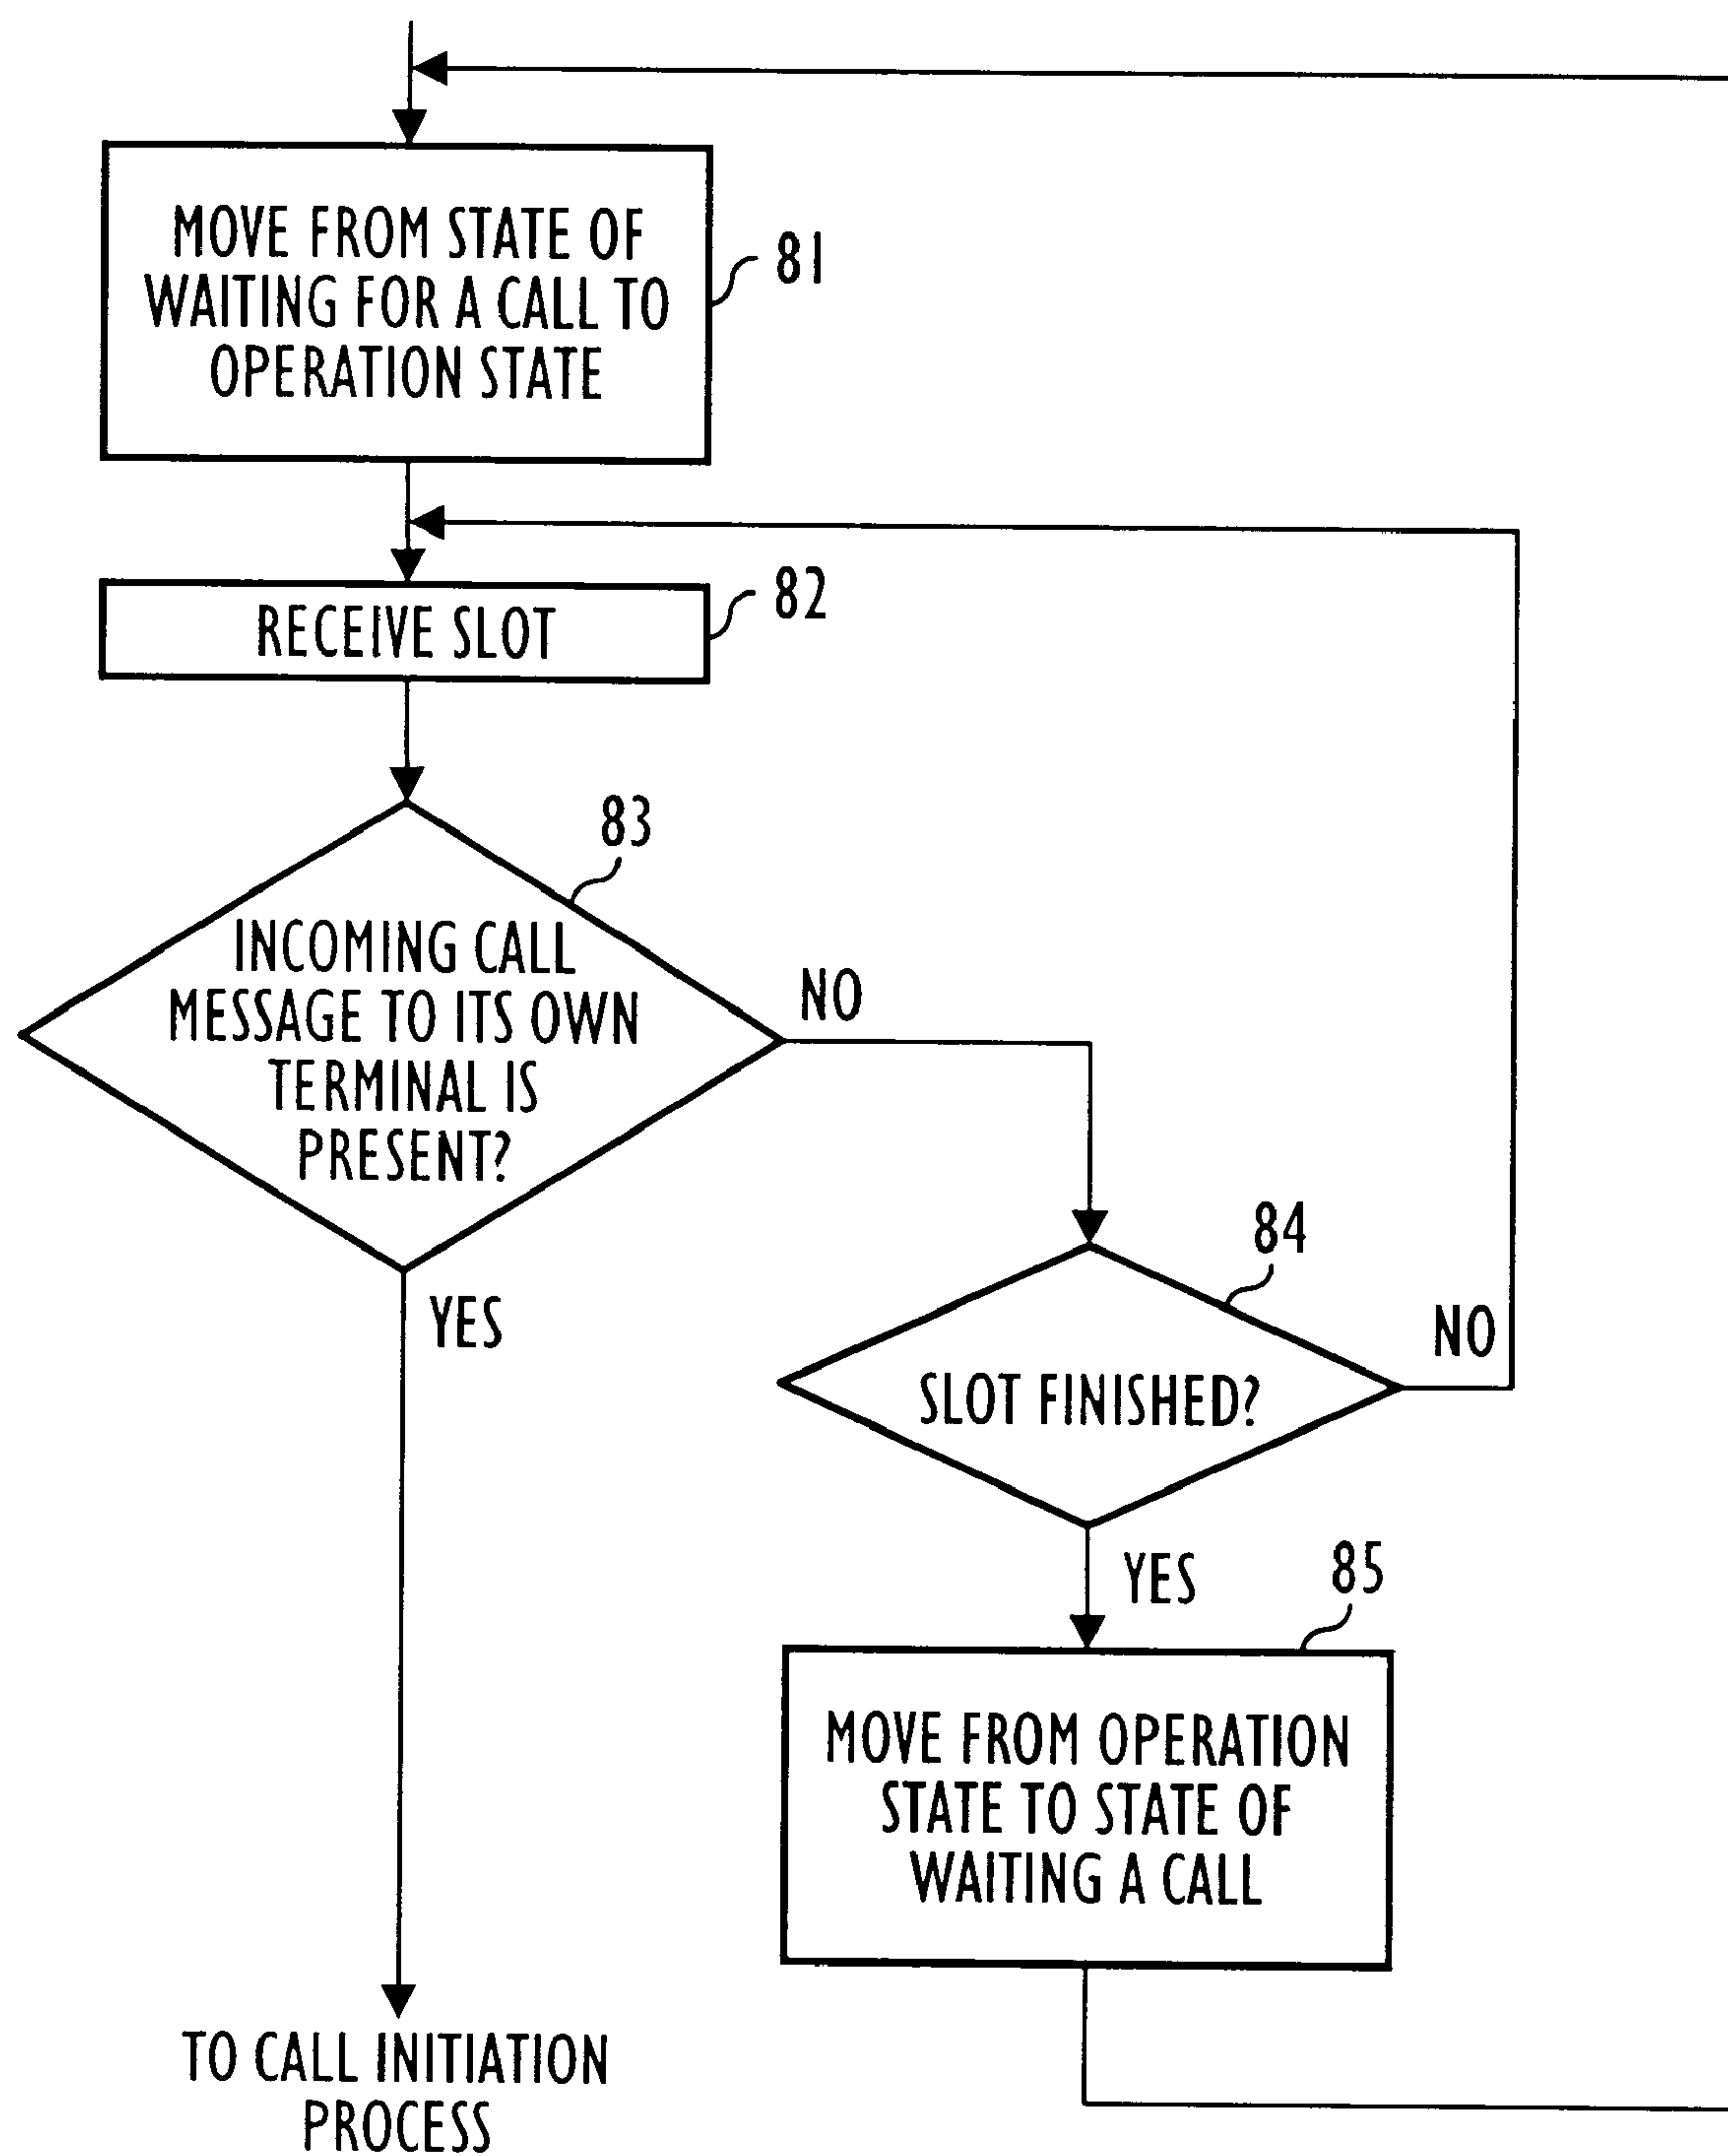 MOVE FROM STATE OF
WAITING FOR A CALL TO
OPERATION STATE
81
RECEIVE SLOT
82
83
INCOMING CALL
MESSAGE TO ITS OWN
TERMINAL IS
PRESENT?
NO
YES
84
SLOT FINISHED?
NO
YES
85
MOVE FROM OPERATION
STATE TO STATE OF
WAITING A CALL
TO CALL INITIATION
PROCESS